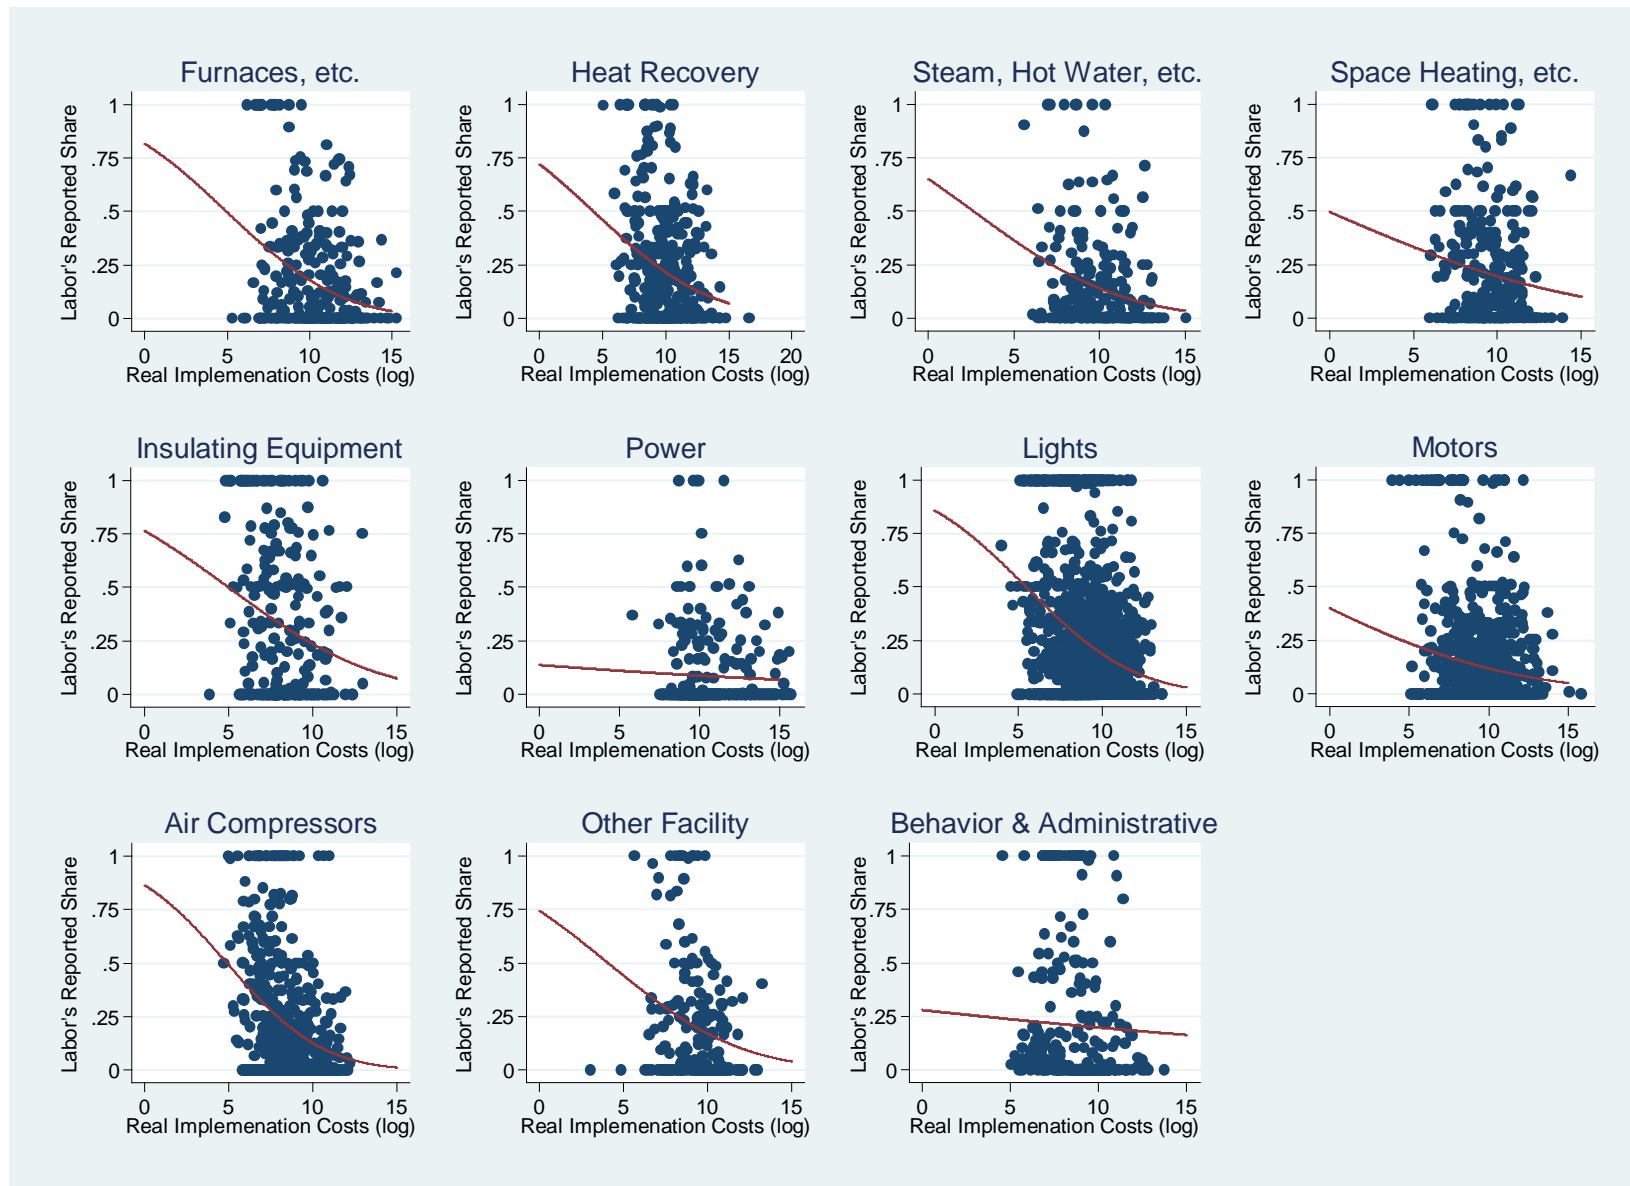 Furnaces, etc.
Labor's Reported Share
1
.75
.5
.25
0
0 5 10 15
Real Implemenation Costs (log)
Heat Recovery
Labor's Reported Share
1
.75
.5
.25
0
0 5 10 15 20
Real Implemenation Costs (log)
Steam, Hot Water, etc.
Labor's Reported Share
1
.75
.5
.25
0
0 5 10 15
Real Implemenation Costs (log)
Space Heating, etc.
Labor's Reported Share
1
.75
.5
.25
0
0 5 10 15
Real Implemenation Costs (log)
Insulating Equipment
Labor's Reported Share
1
.75
.5
.25
0
0 5 10 15
Real Implemenation Costs (log)
Power
Labor's Reported Share
1
.75
.5
.25
0
0 5 10 15
Real Implemenation Costs (log)
Lights
Labor's Reported Share
1
.75
.5
.25
0
0 5 10 15
Real Implemenation Costs (log)
Motors
Labor's Reported Share
1
.75
.5
.25
0
0 5 10 15
Real Implemenation Costs (log)
Air Compressors
Labor's Reported Share
1
.75
.5
.25
0
0 5 10 15
Real Implemenation Costs (log)
Other Facility
Labor's Reported Share
1
.75
.5
.25
0
0 5 10 15
Real Implemenation Costs (log)
Behavior & Administrative
Labor's Reported Share
1
.75
.5
.25
0
0 5 10 15
Real Implemenation Costs (log)